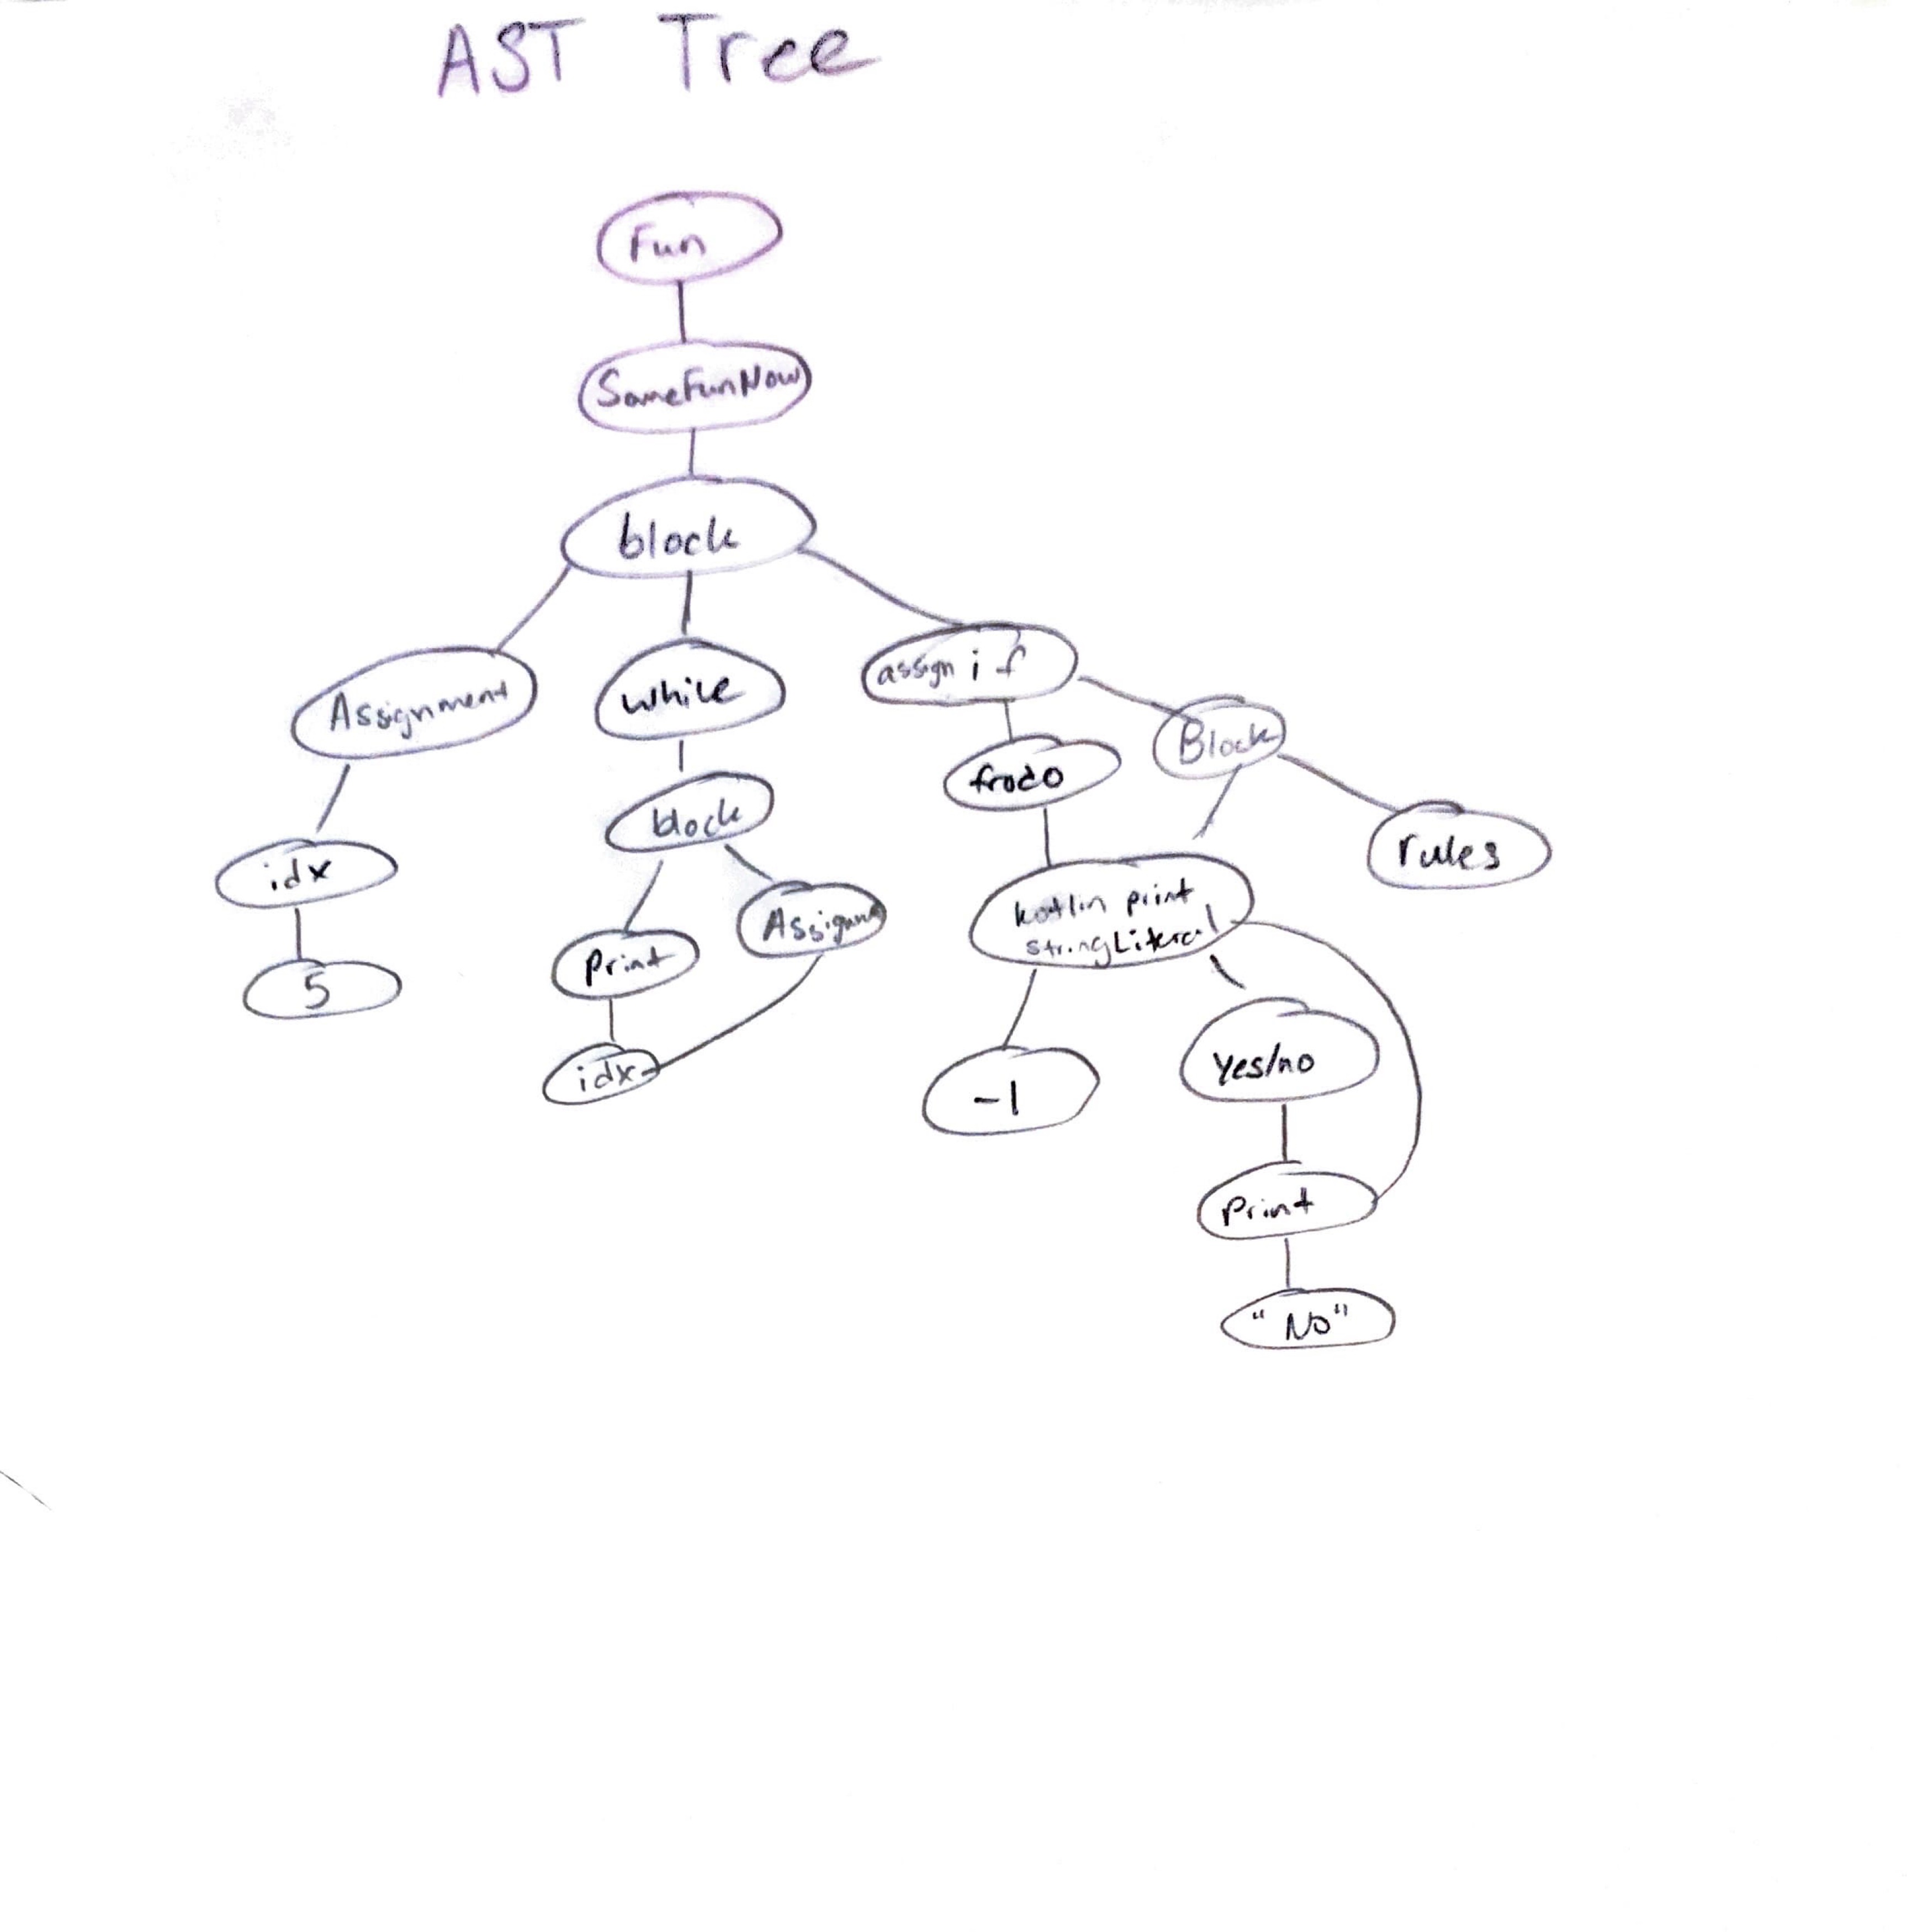 AST Tree
Fun
SomeFunNow
block
Assignment
while
assign if
Block
idx
block
frodo
rules
5
Print
kotlin print
stringLiteral
idx
-1
Yes/no
Print
"No"